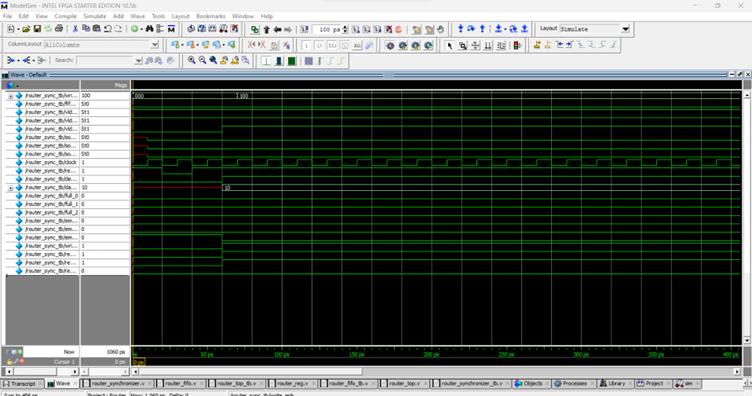 ModelSim - INTEL FPGA STARTER EDITION 10.5b
File Edit View Compile Simulate Add Wave Tools Layout Bookmarks Window Help
100 ps Layout Simulate
ColumnLayout AllColumns
Search:
Wave - Default
Msgs
/router_sync_tb/wri... 100 000 100
/router_sync_tb/fif... St0
/router_sync_tb/vld... St1
/router_sync_tb/vld... St1
/router_sync_tb/vld... St1
/router_sync_tb/so... St0
/router_sync_tb/so... St0
/router_sync_tb/so... St0
/router_sync_tb/clock 1
/router_sync_tb/re... 1
/router_sync_tb/de... 1
/router_sync_tb/da... 10 10
/router_sync_tb/full_0 0
/router_sync_tb/full_1 0
/router_sync_tb/full_2 0
/router_sync_tb/em... 0
/router_sync_tb/em... 0
/router_sync_tb/em... 0
/router_sync_tb/wri... 1
/router_sync_tb/re... 1
/router_sync_tb/re... 1
/router_sync_tb/re... 0
Now 1060 ps 50 ps 100 ps 150 ps 200 ps 250 ps 300 ps 350 ps 400 ps
Cursor 1 0 ps 0 ps
Transcript Wave router_synchronizer.v router_fifo.v router_top_tb.v router_reg.v router_fifo_tb.v router_top.v router_synchronizer_tb.v Objects Processes Library Project sim
0 ps to 406 ps Project : Router Now: 1,060 ps Delta: 0 /router_sync_tb/write_enb